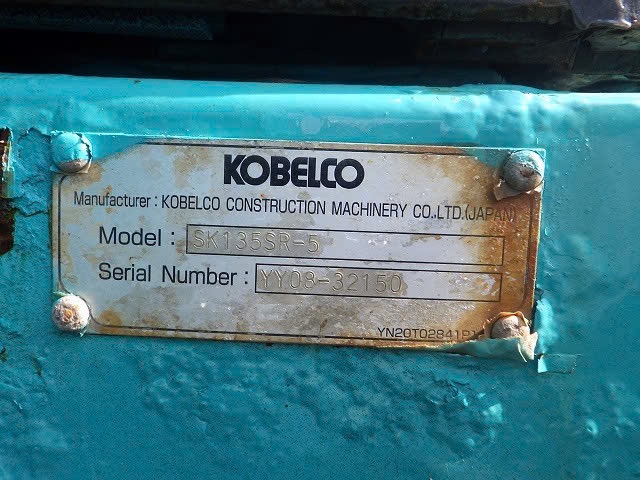 KOBELCO
Manufacturer : KOBELCO CONSTRUCTION MACHINERY CO.,LTD.(JAPAN)
Model : SK135SR-5
Serial Number : YY08-32150
YN20T02841P1